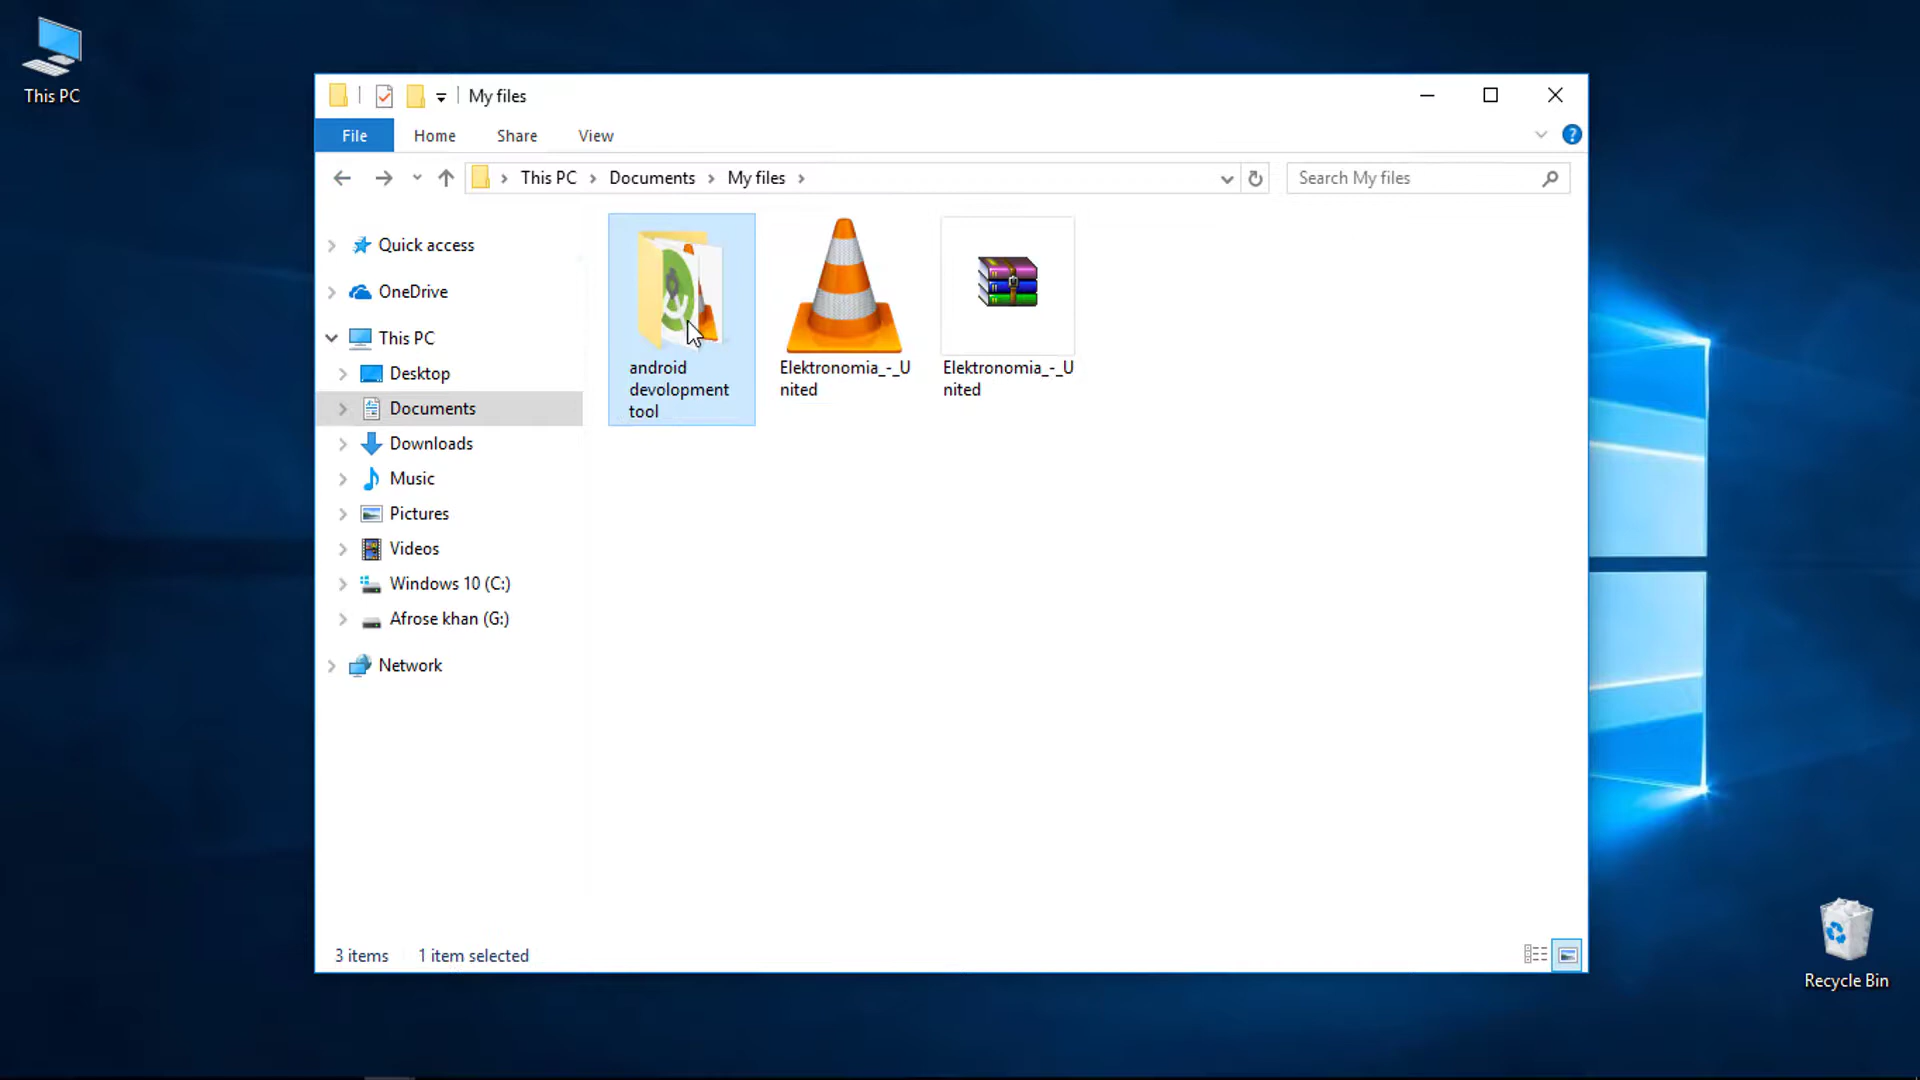 This PC
My files
File
Home
Share
View
?
This PC
Documents
My files
Search My files
Quick access
OneDrive
This PC
Desktop
Documents
Downloads
Music
Pictures
Videos
Windows 10 (C:)
Afrose khan (G:)
Network
android
devolopment
tool
Elektronomia_-_U
nited
Elektronomia_-_U
nited
3 items
1 item selected
Recycle Bin